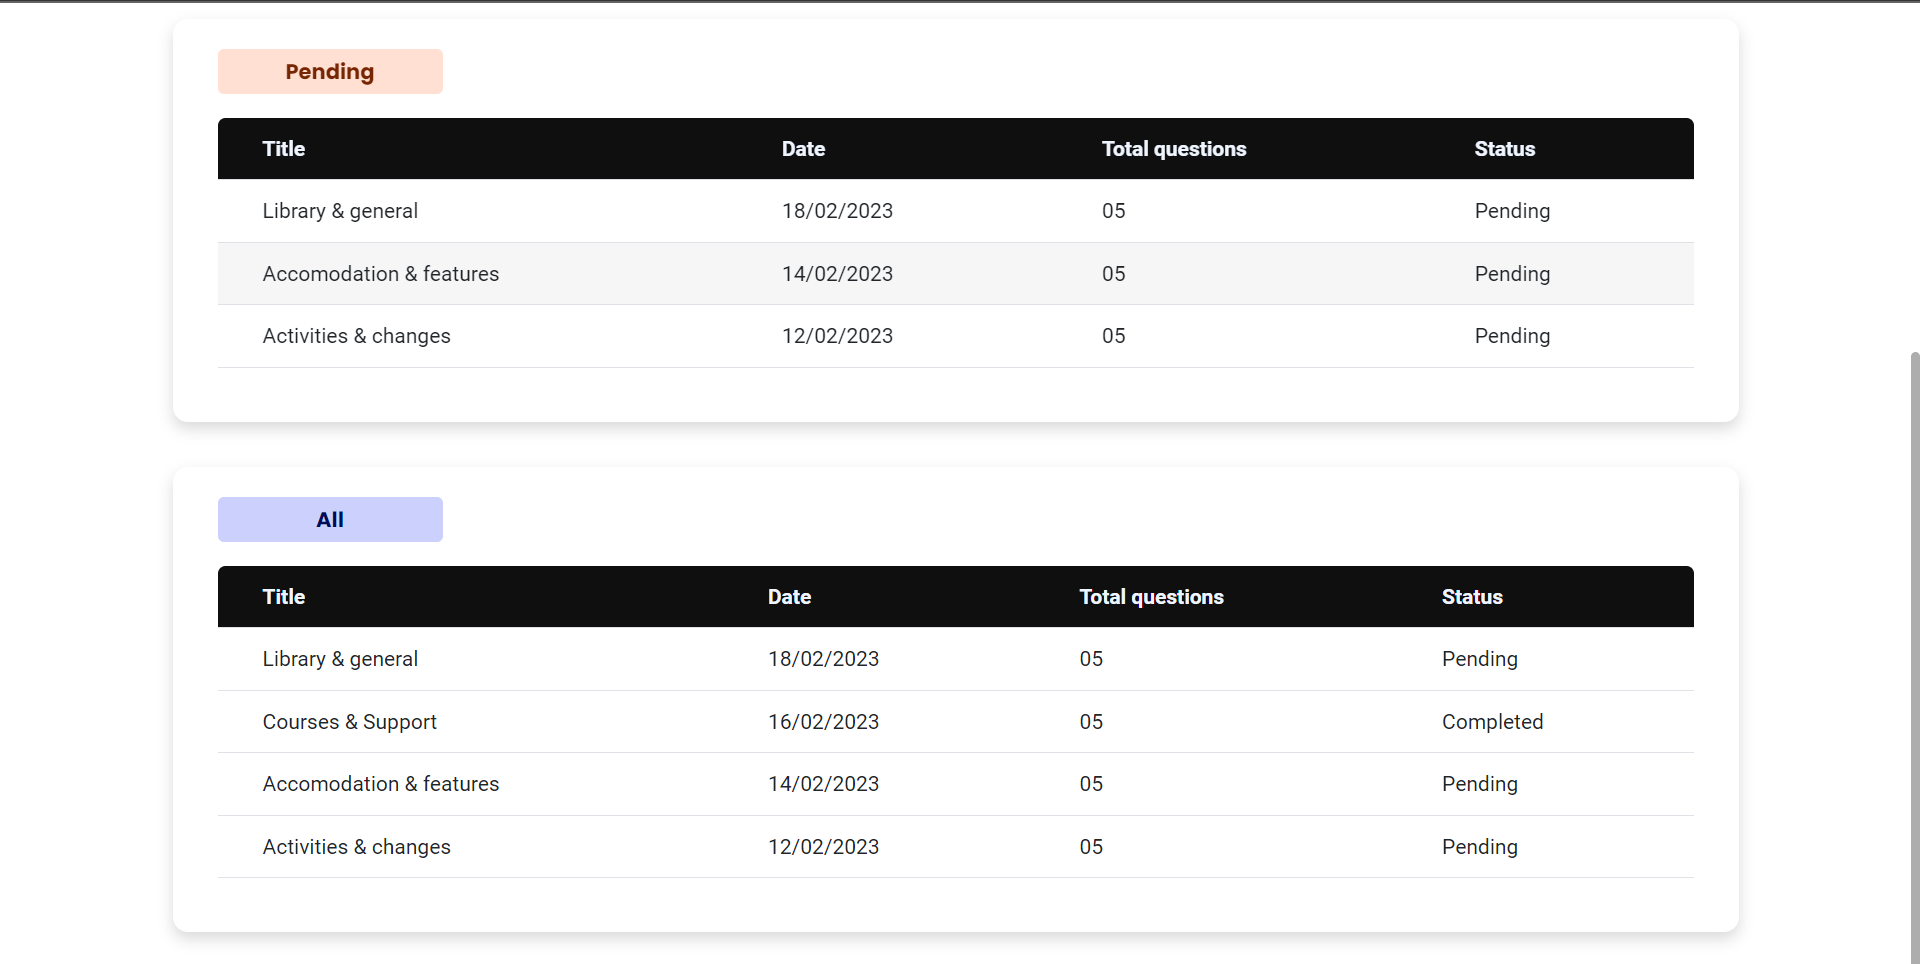 Pending
Title Date Total questions Status
Library & general 18/02/2023 05 Pending
Accomodation & features 14/02/2023 05 Pending
Activities & changes 12/02/2023 05 Pending
All
Title Date Total questions Status
Library & general 18/02/2023 05 Pending
Courses & Support 16/02/2023 05 Completed
Accomodation & features 14/02/2023 05 Pending
Activities & changes 12/02/2023 05 Pending